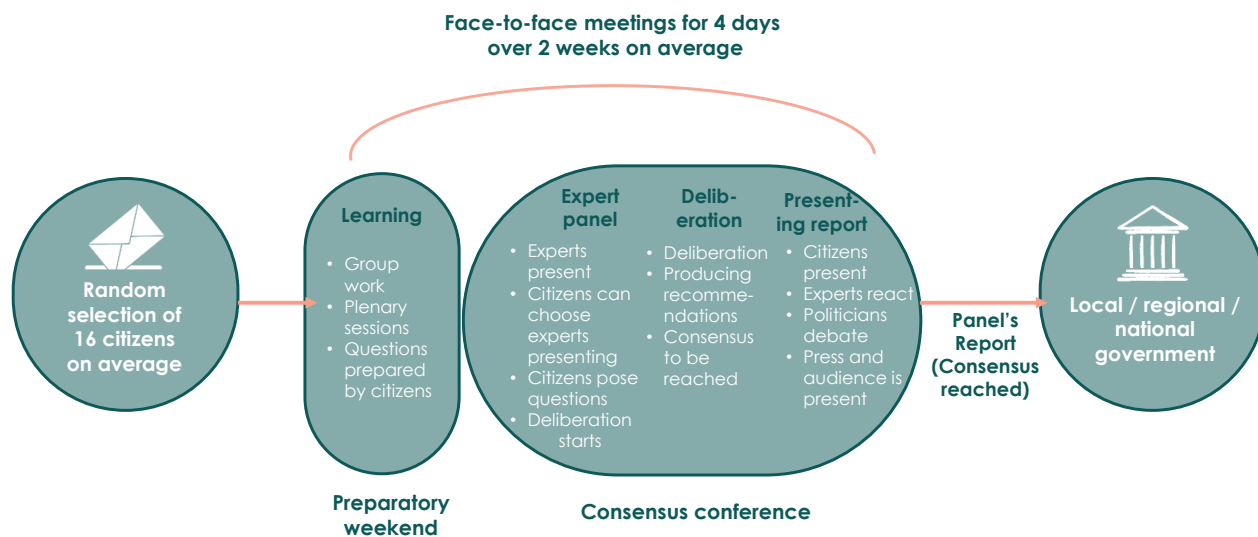 Face-to-face meetings for 4 days
over 2 weeks on average
Random
selection of
16 citizens
on average
Learning
• Group
work
• Plenary
sessions
• Questions
prepared
by citizens
Preparatory
weekend
Expert
panel
• Experts
present
• Citizens can
choose
experts
presenting
• Citizens pose
questions
• Deliberation
starts
Delib-
eration
• Deliberation
• Producing
recomme-
ndations
• Consensus
to be
reached
Present-
ing report
• Citizens
present
• Experts react
• Politicians
debate
• Press and
audience is
present
Consensus conference
Panel's
Report
(Consensus
reached)
Local / regional /
national
government